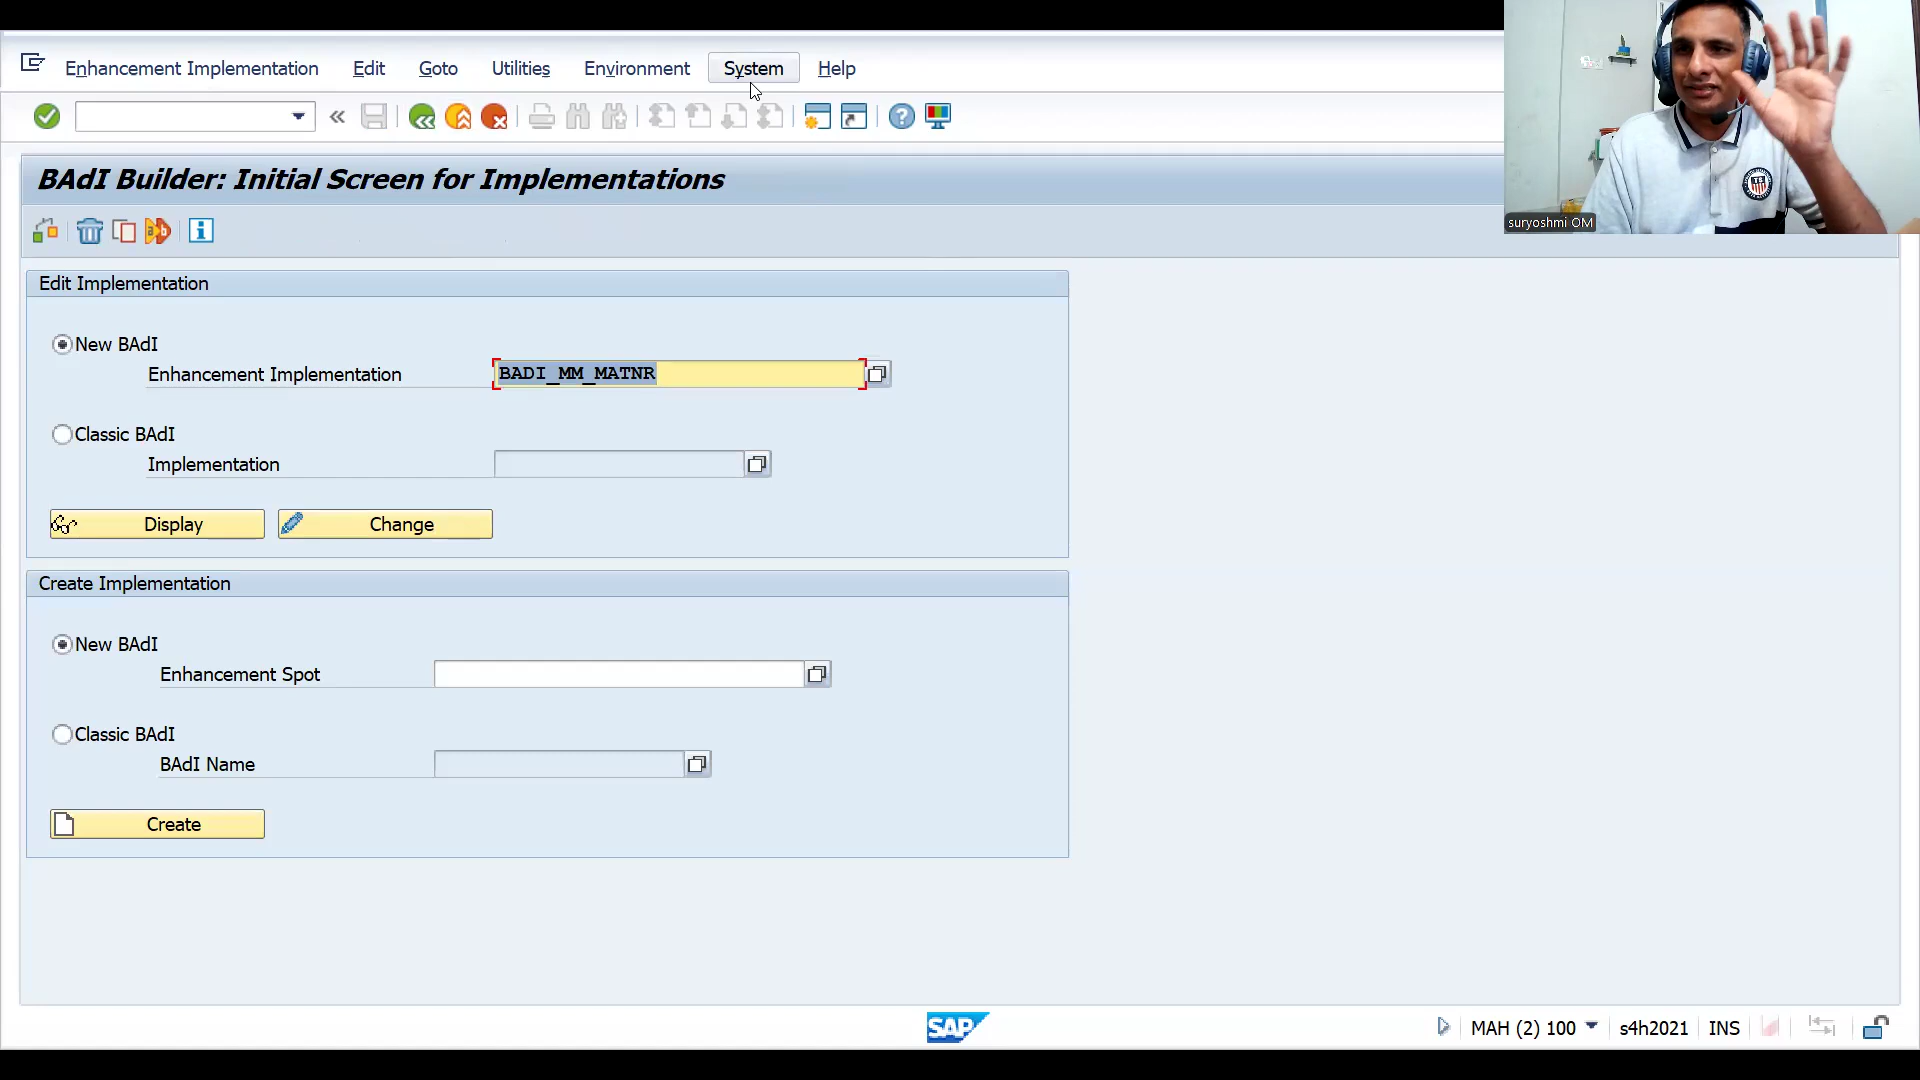 Enhancement Implementation Edit Goto Utilities Environment System Help
BAdI Builder: Initial Screen for Implementations
suryoshmi OM
Edit Implementation
New BAdI
Enhancement Implementation BADI_MM_MATNR
Classic BAdI
Implementation
Display Change
Create Implementation
New BAdI
Enhancement Spot
Classic BAdI
BAdI Name
Create
SAP MAH (2) 100 s4h2021 INS